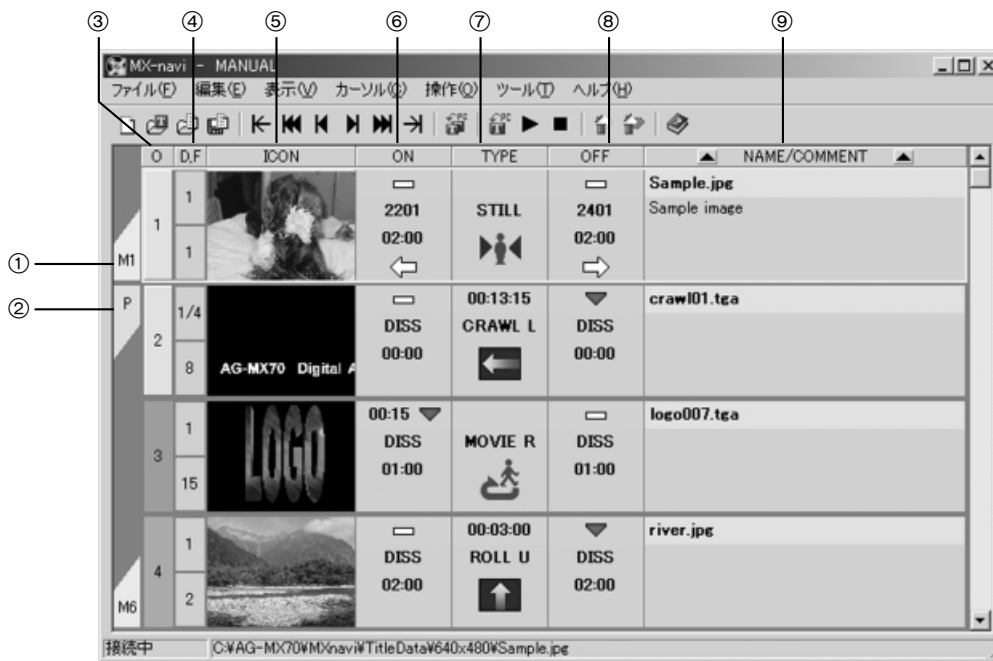 ③ ④ ⑤ ⑥ ⑦ ⑧ ⑨
MX-navi - MANUAL
ファイル(F) 編集(E) 表示(V) カーソル(C) 操作(O) ツール(T) ヘルプ(H)
O D,F ICON ON TYPE OFF NAME/COMMENT
①
②
M1
1
1
1
2201
02:00
STILL
2401
02:00
Sample.jpg
Sample image
P
2
1/4
8
AG-MX70 Digital A
DISS
00:00
00:13:15
CRAWL L
DISS
00:00
crawl01.tga
3
1
15
LOGO
00:15
DISS
01:00
MOVIE R
DISS
01:00
logo007.tga
M6
4
1
2
DISS
02:00
00:03:00
ROLL U
DISS
02:00
river.jpg
接続中 C:¥AG-MX70¥MXnavi¥TitleData¥640x480¥Sample.jpg